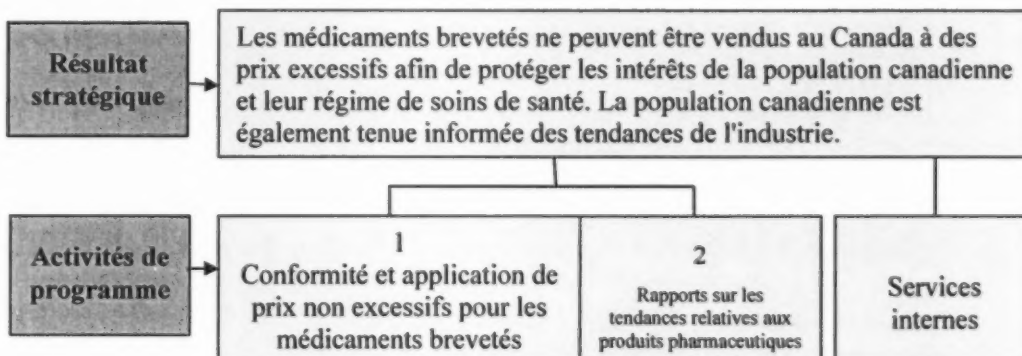 Résultat
stratégique
Les médicaments brevetés ne peuvent être vendus au Canada à des
prix excessifs afin de protéger les intérêts de la population canadienne
et leur régime de soins de santé. La population canadienne est
également tenue informée des tendances de l'industrie.
Activités de
programme
1
Conformité et application de
prix non excessifs pour les
médicaments brevetés
2
Rapports sur les
tendances relatives aux
produits pharmaceutiques
Services
internes